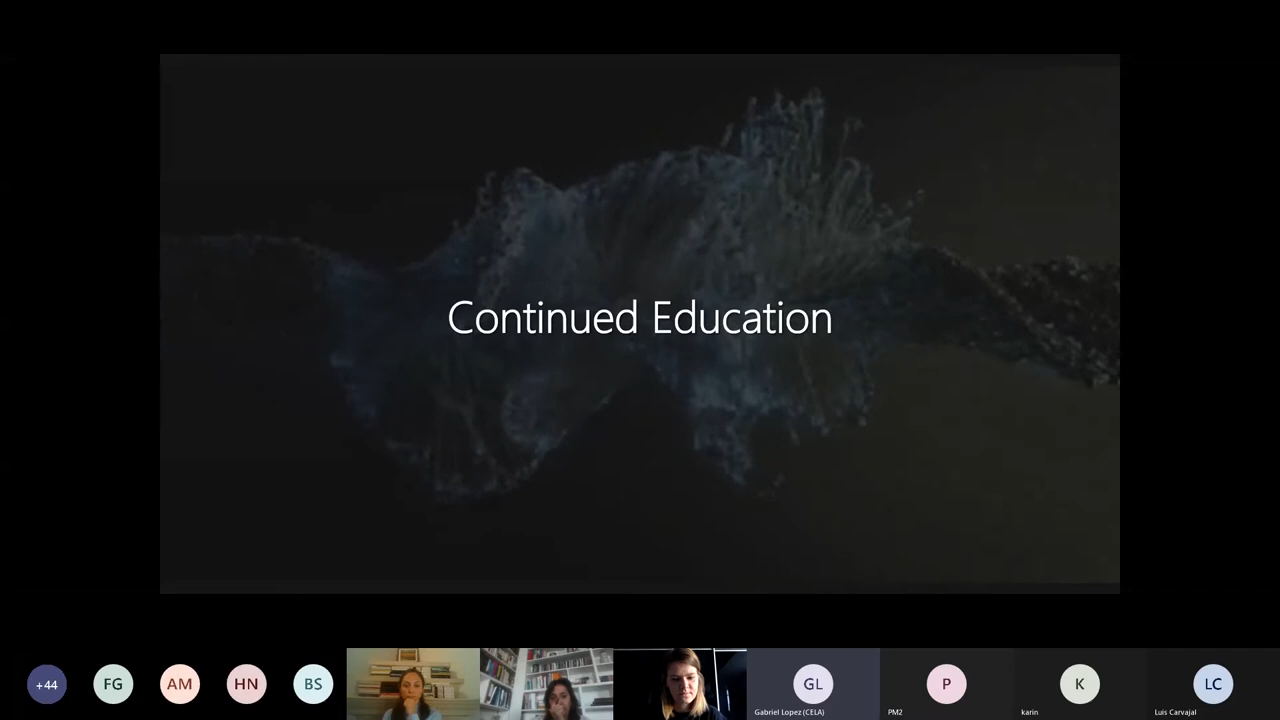 Continued Education
+44
FG
AM
HN
BS
GL
P
K
LC
Gabriel Lopez (CELA)
PM2
karin
Luis Carvajal